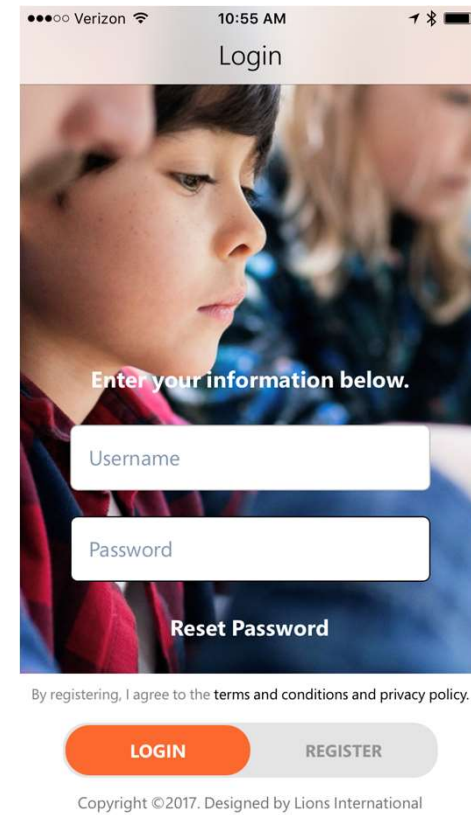 Verizon 10:55 AM
Login
Enter your information below.
Username
Password
Reset Password
By registering, I agree to the terms and conditions and privacy policy.
LOGIN REGISTER
Copyright ©2017. Designed by Lions International